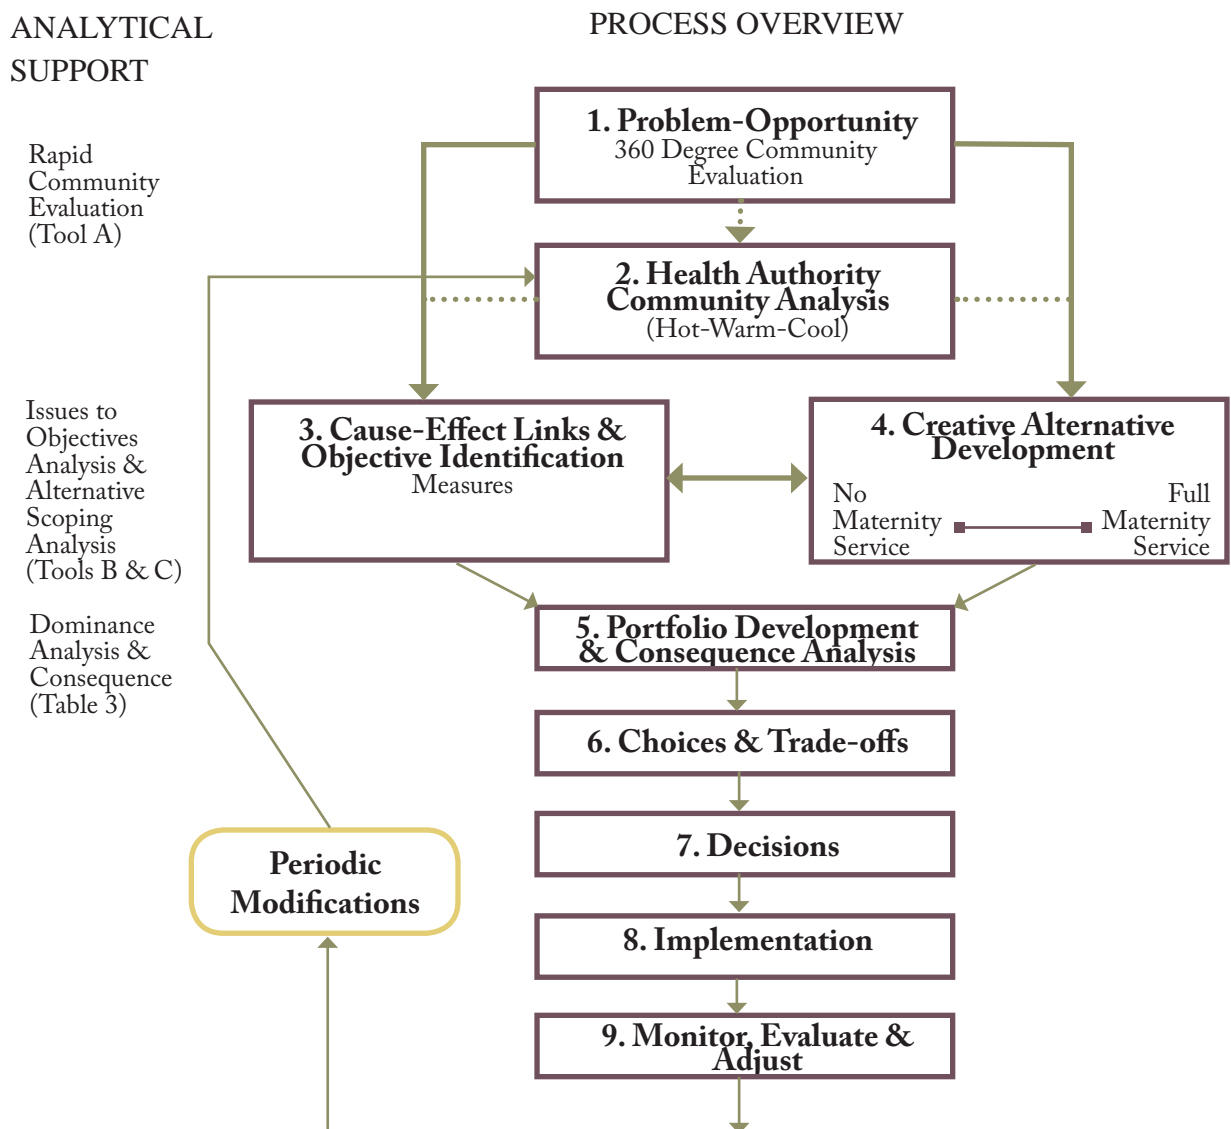 ANALYTICAL
SUPPORT
PROCESS OVERVIEW
Rapid
Community
Evaluation
(Tool A)
1. Problem-Opportunity
360 Degree Community
Evaluation
2. Health Authority
Community Analysis
(Hot-Warm-Cool)
Issues to
Objectives
Analysis &
Alternative
Scoping
Analysis
(Tools B & C)
3. Cause-Effect Links &
Objective Identification
Measures
4. Creative Alternative
Development
No
Maternity
Service
Full
Maternity
Service
Dominance
Analysis &
Consequence
(Table 3)
5. Portfolio Development
& Consequence Analysis
6. Choices & Trade-offs
7. Decisions
Periodic
Modifications
8. Implementation
9. Monitor, Evaluate &
Adjust